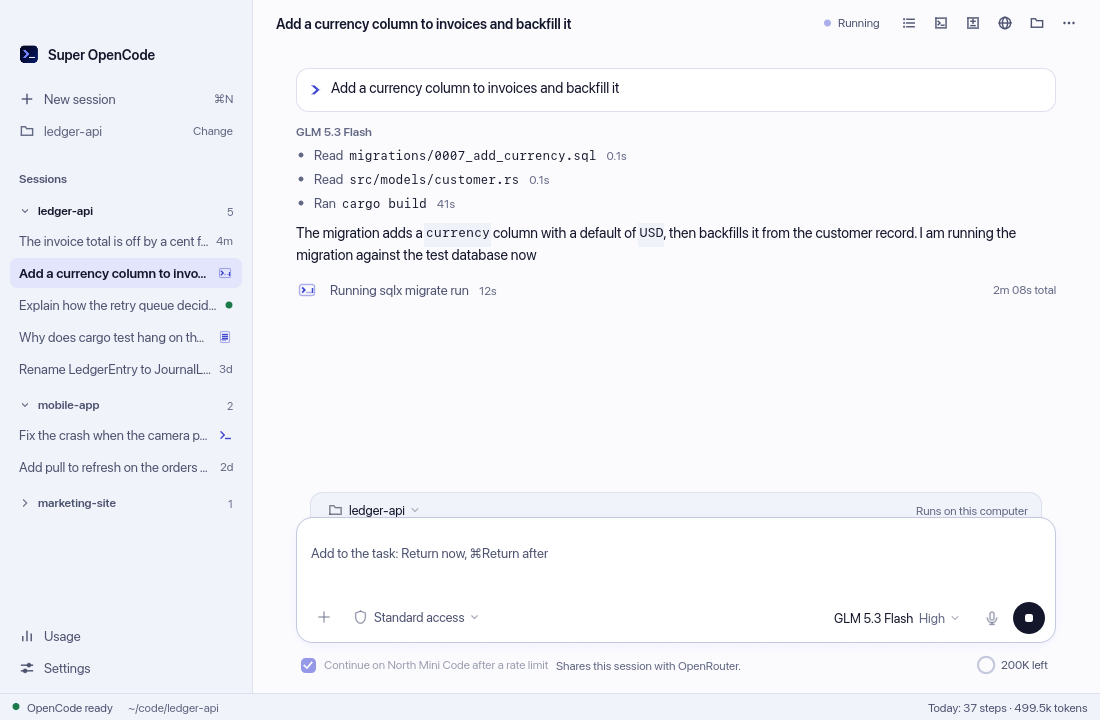 Super OpenCode
New session ⌘N
ledger-api Change
Sessions
ledger-api 5
The invoice total is off by a cent f... 4m
Add a currency column to invo...
Explain how the retry queue decid...
Why does cargo test hang on th...
Rename LedgerEntry to JournalL... 3d
mobile-app 2
Fix the crash when the camera p...
Add pull to refresh on the orders ... 2d
marketing-site 1
Usage
Settings
Add a currency column to invoices and backfill it
Running
Add a currency column to invoices and backfill it
GLM 5.3 Flash
Read migrations/0007_add_currency.sql 0.1s
Read src/models/customer.rs 0.1s
Ran cargo build 41s
The migration adds a currency column with a default of USD, then backfills it from the customer record. I am running the
migration against the test database now
Running sqlx migrate run 12s 2m 08s total
ledger-api Runs on this computer
Add to the task: Return now, ⌘Return after
Standard access GLM 5.3 Flash High
Continue on North Mini Code after a rate limit Shares this session with OpenRouter. 200K left
OpenCode ready ~/code/ledger-api Today: 37 steps · 499.5k tokens